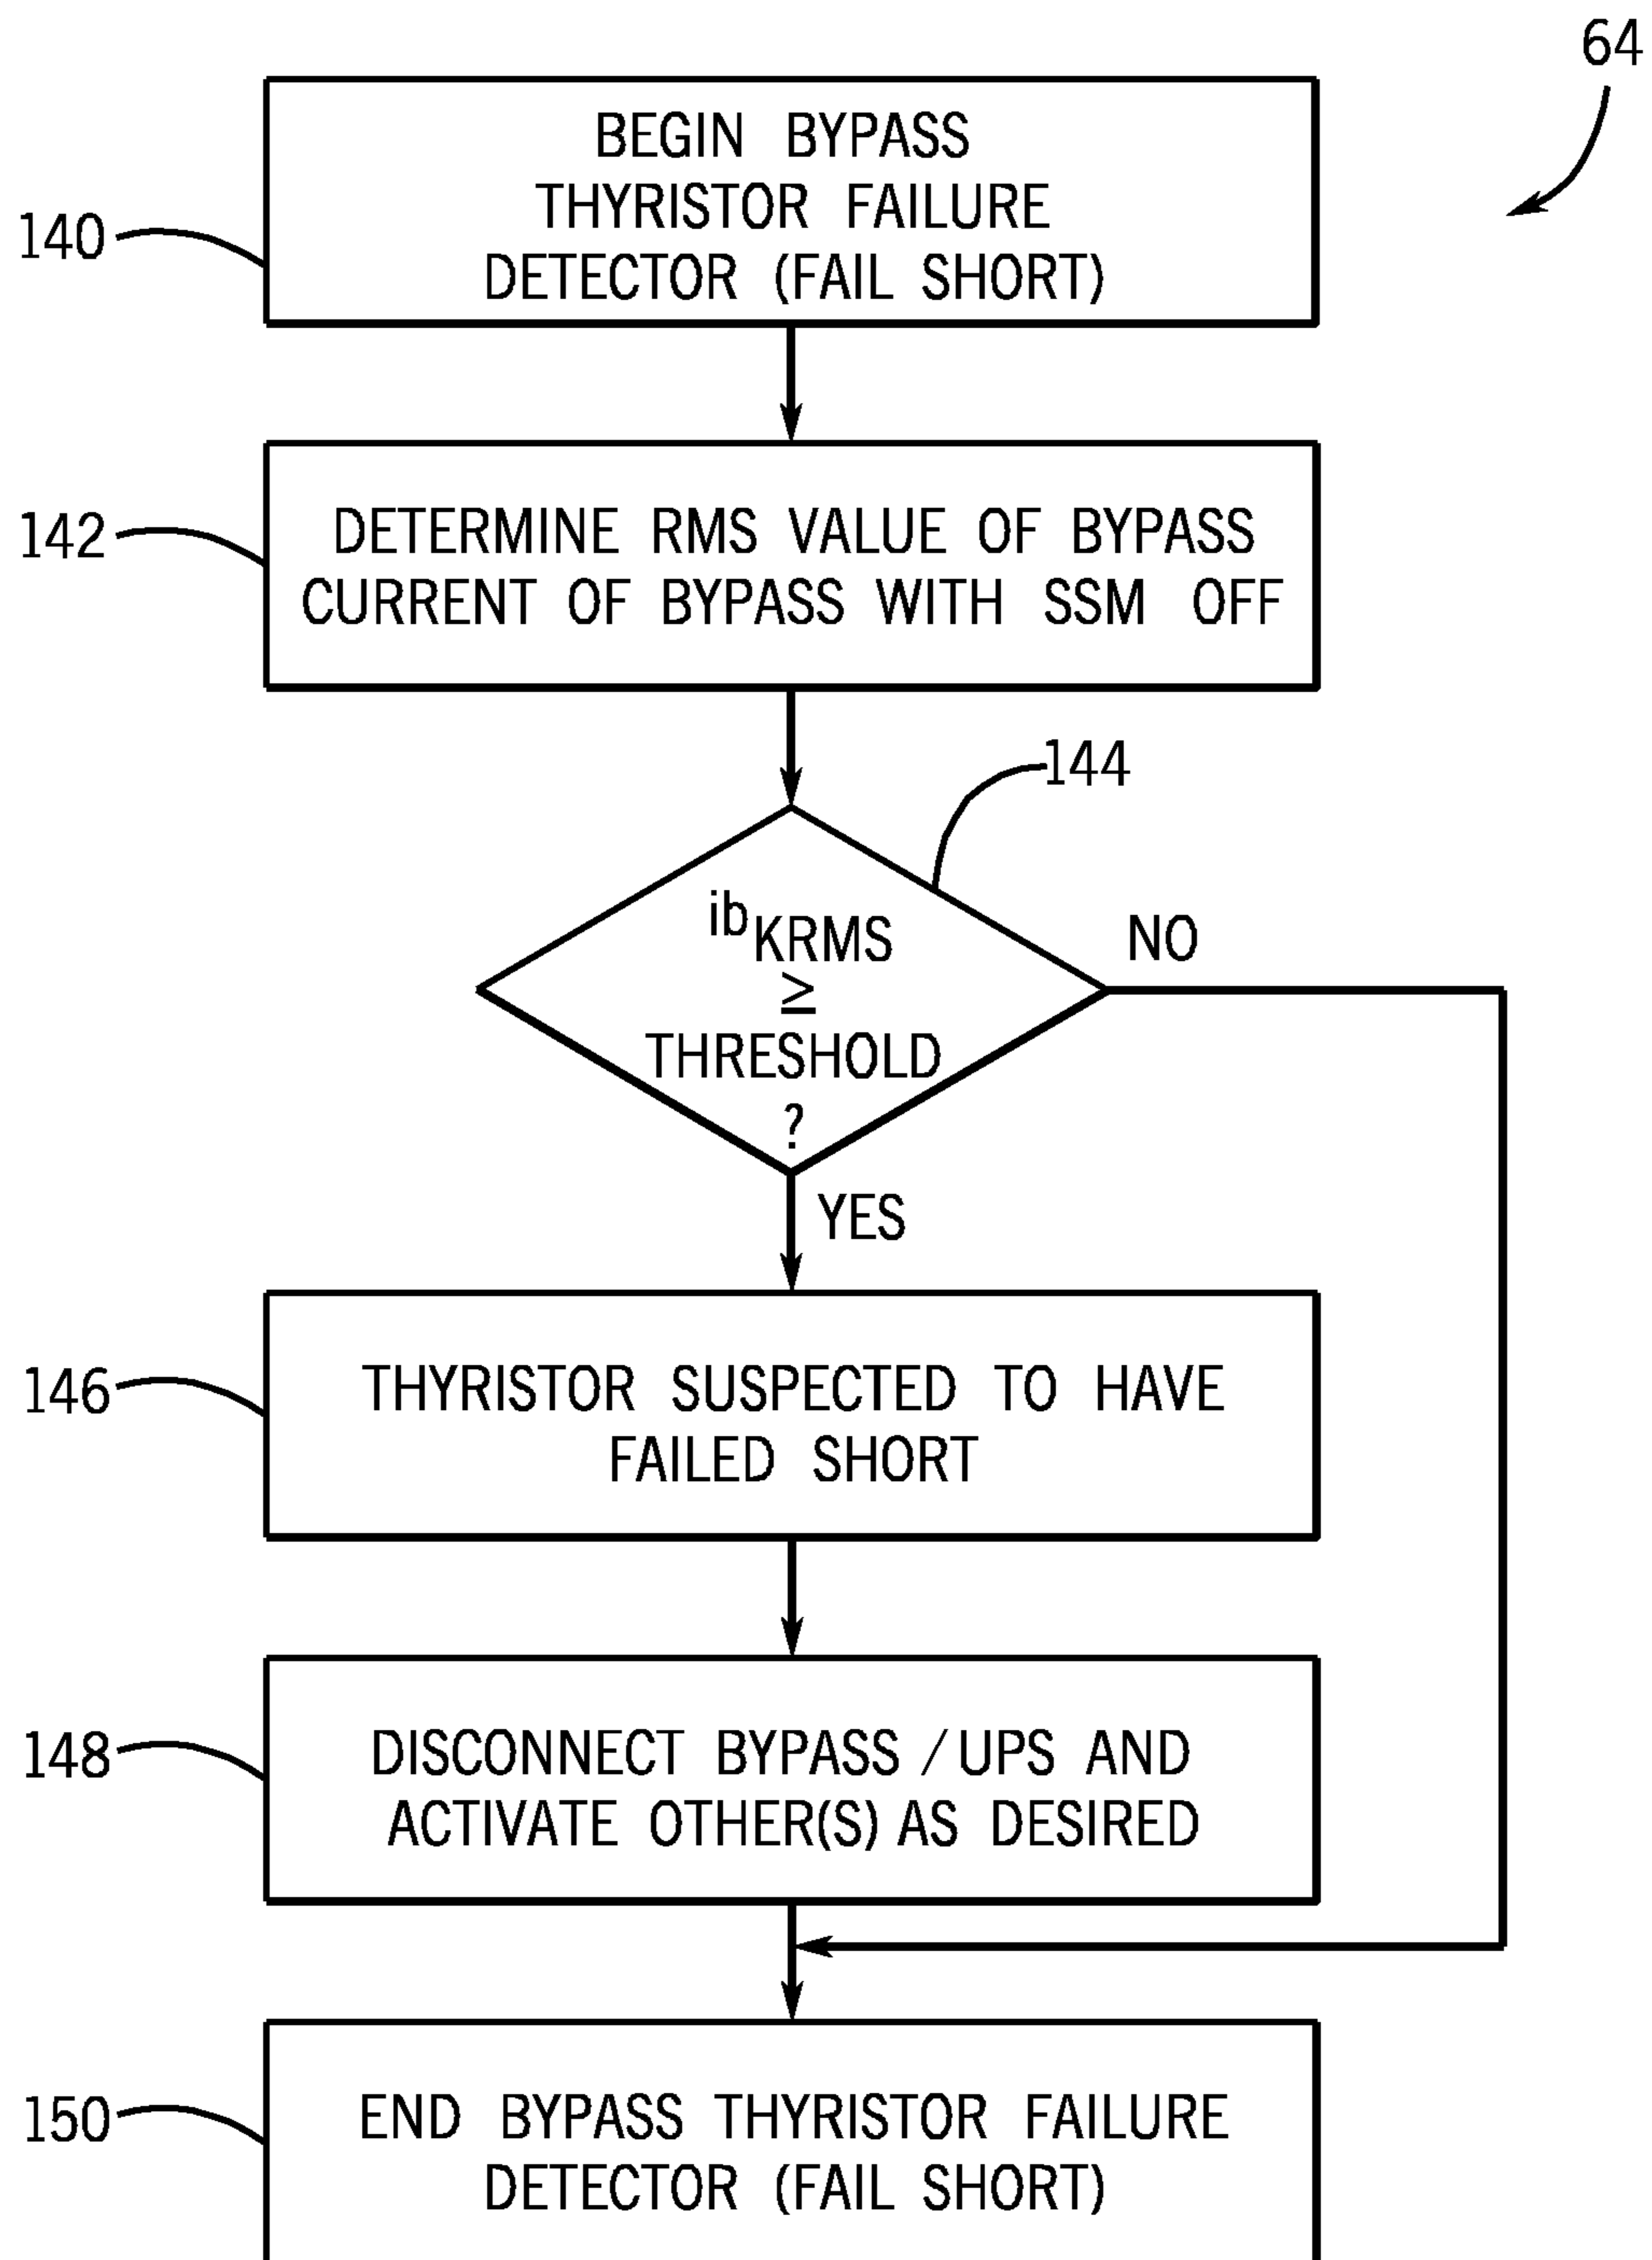 64
BEGIN BYPASS
THYRISTOR FAILURE
DETECTOR (FAIL SHORT)
140
DETERMINE RMS VALUE OF BYPASS
CURRENT OF BYPASS WITH SSM OFF
142
144
ibKRMS
≥
THRESHOLD
?
NO
YES
THYRISTOR SUSPECTED TO HAVE
FAILED SHORT
146
DISCONNECT BYPASS / UPS AND
ACTIVATE OTHER(S) AS DESIRED
148
END BYPASS THYRISTOR FAILURE
DETECTOR (FAIL SHORT)
150